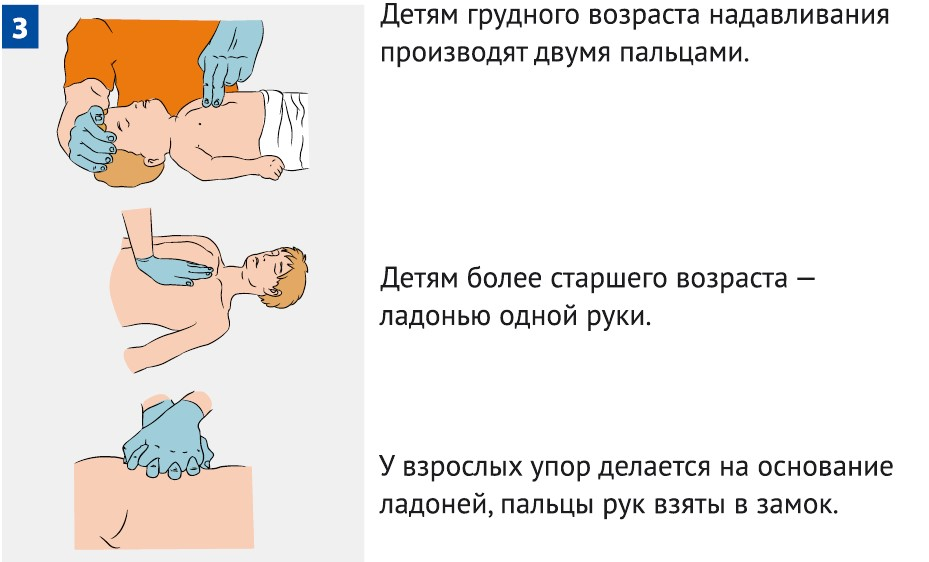 3
Детям грудного возраста надавливания
производят двумя пальцами.
Детям более старшего возраста —
ладонью одной руки.
У взрослых упор делается на основание
ладоней, пальцы рук взяты в замок.